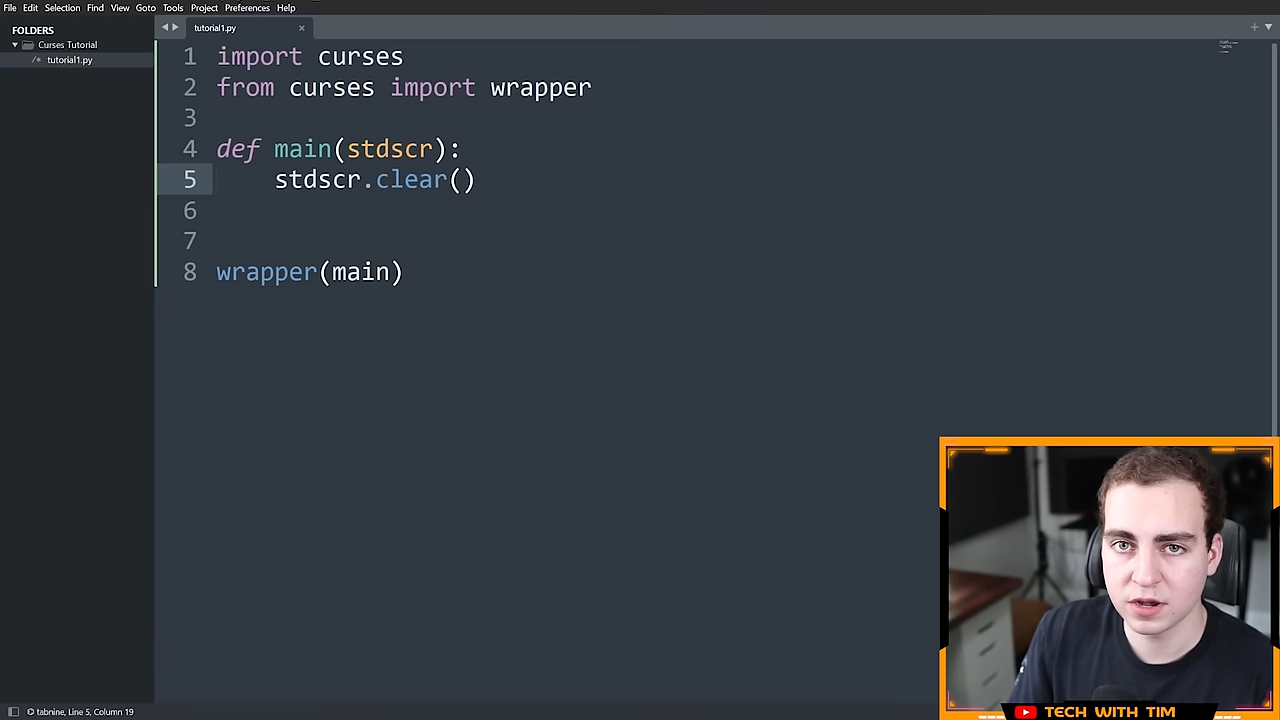 File Edit Selection Find View Goto Tools Project Preferences Help
FOLDERS
Curses Tutorial
/* tutorial1.py
tutorial1.py ×
1 import curses
2 from curses import wrapper
3
4 def main(stdscr):
5     stdscr.clear()
6
7
8 wrapper(main)
TECH WITH TIM
tabnine, Line 5, Column 19